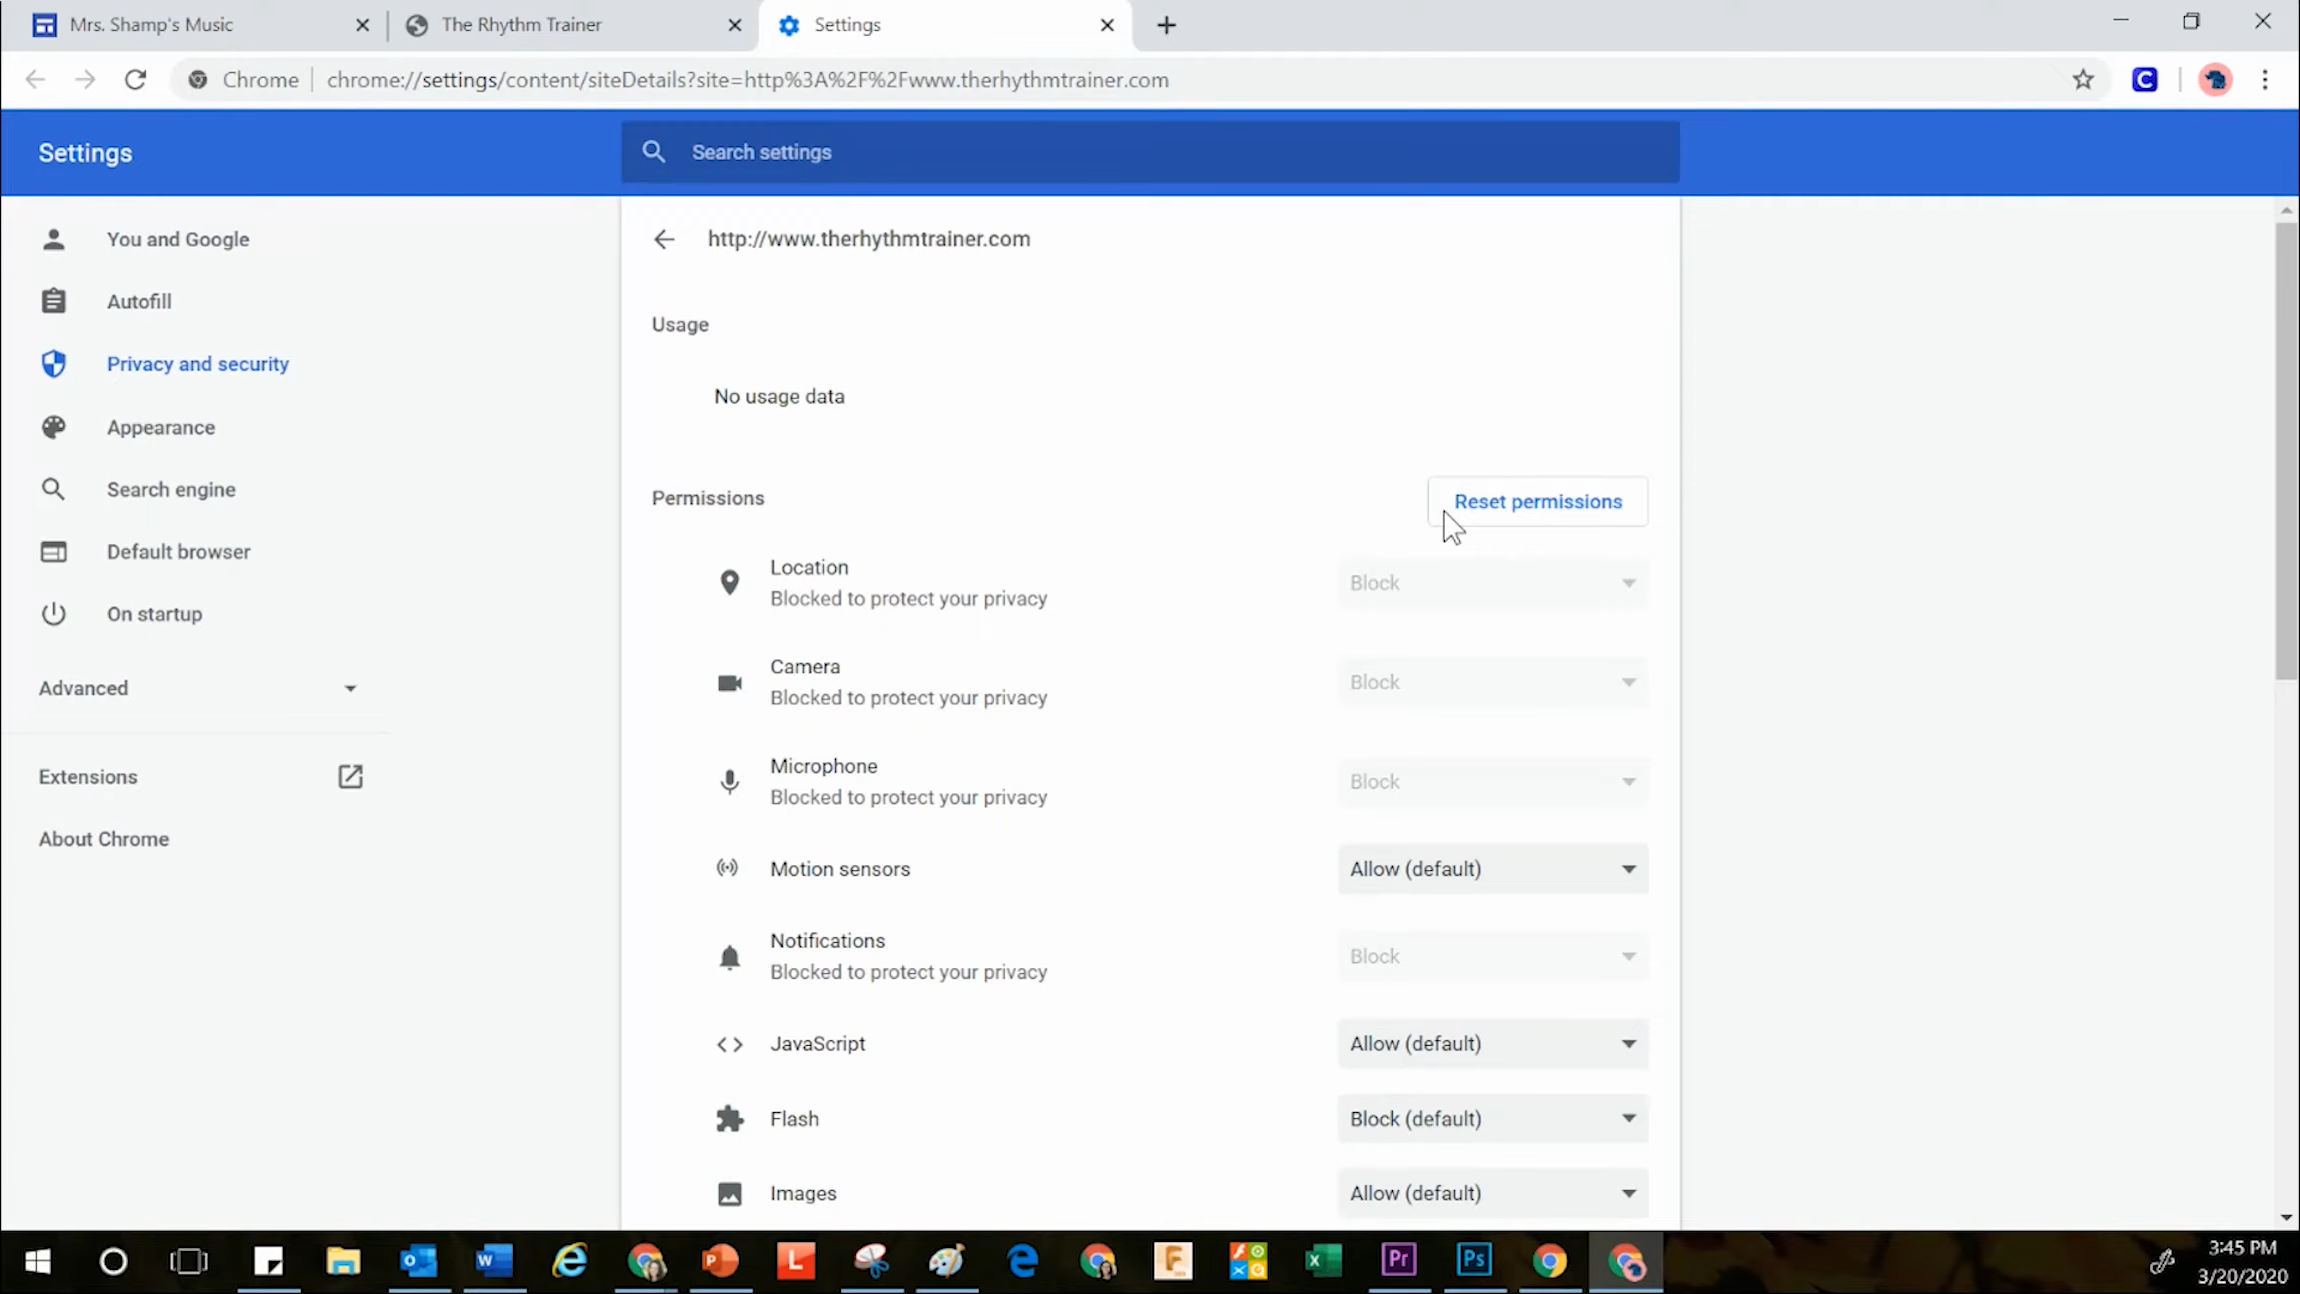 Mrs. Shamp's Music
The Rhythm Trainer
Settings
Chrome
chrome://settings/content/siteDetails?site=http%3A%2F%2Fwww.therhythmtrainer.com
Settings
Search settings
You and Google
Autofill
Privacy and security
Appearance
Search engine
Default browser
On startup
Advanced
Extensions
About Chrome
http://www.therhythmtrainer.com
Usage
No usage data
Permissions
Reset permissions
Location
Blocked to protect your privacy
Block
Camera
Blocked to protect your privacy
Block
Microphone
Blocked to protect your privacy
Block
Motion sensors
Allow (default)
Notifications
Blocked to protect your privacy
Block
JavaScript
Allow (default)
Flash
Block (default)
Images
Allow (default)
3:45 PM
3/20/2020